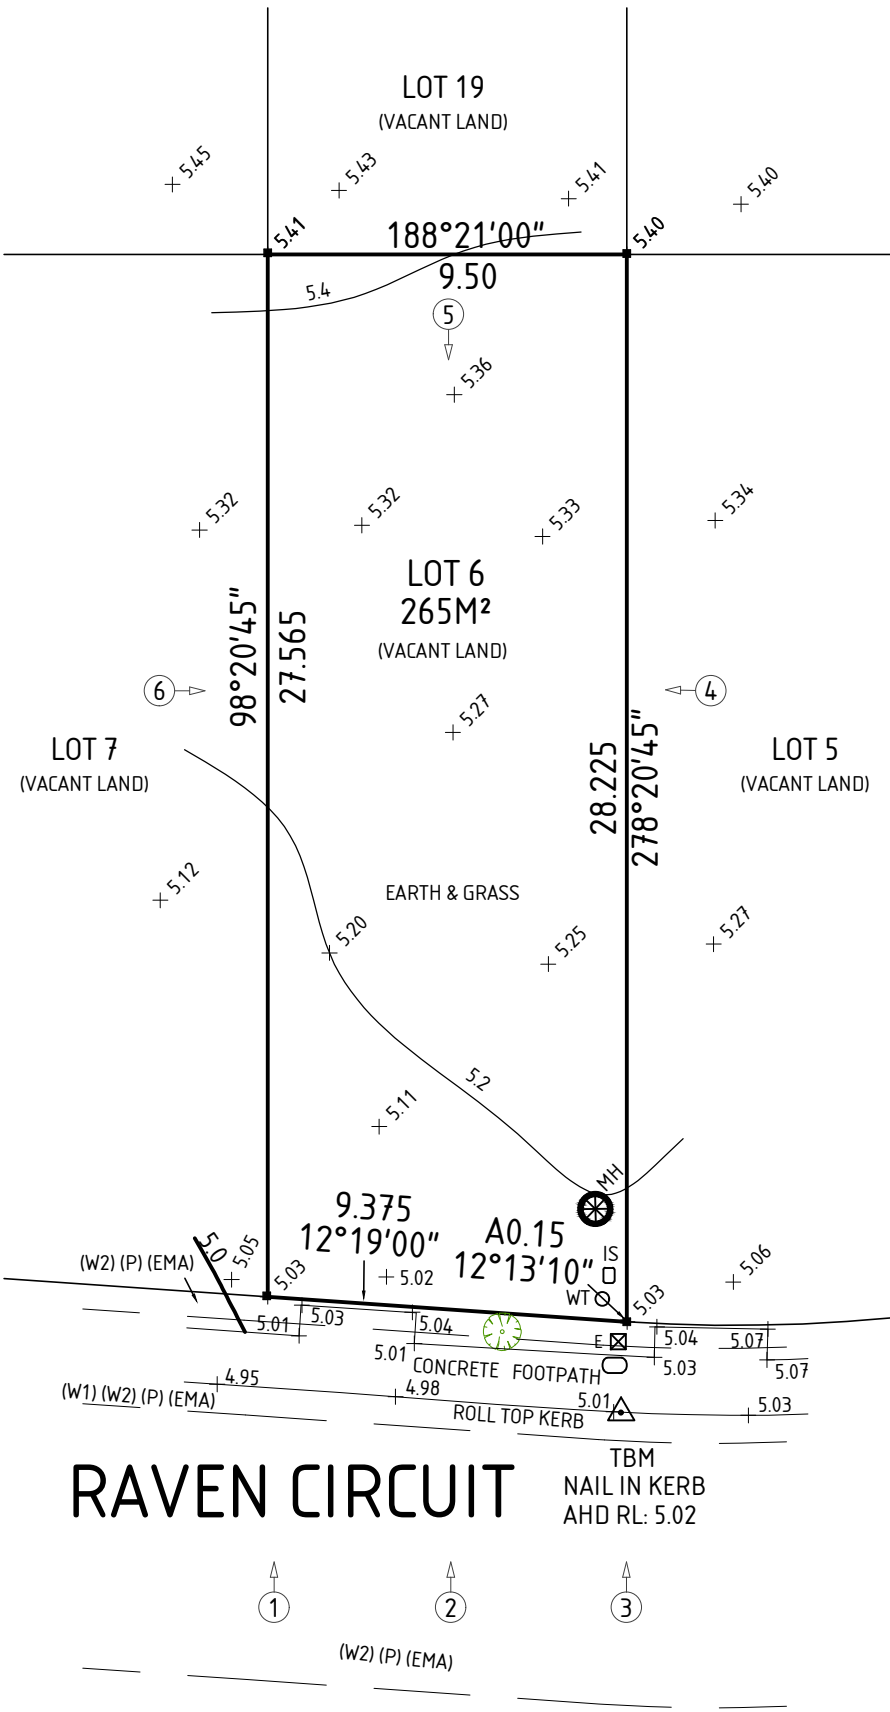 LOT 19
(VACANT LAND)
5.45
5.43
5.41
5.40
5.41
188°21'00"
5.40
9.50
5.4
5
5.36
5.32
5.32
5.33
5.34
LOT 6
265M²
(VACANT LAND)
98°20'45"
27.565
6
4
5.27
LOT 7
(VACANT LAND)
28.225
278°20'45"
LOT 5
(VACANT LAND)
5.12
EARTH & GRASS
5.20
5.25
5.27
5.2
5.11
MH
9.375
12°19'00"
A0.15
12°13'10"
IS
WT
(W2) (P) (EMA)
5.0
5.05
5.03
5.02
5.03
5.06
5.01
5.03
5.04
E
5.04
5.07
5.01
5.03
5.07
CONCRETE FOOTPATH
4.95
4.98
5.01
5.03
(W1) (W2) (P) (EMA)
ROLL TOP KERB
RAVEN CIRCUIT
TBM
NAIL IN KERB
AHD RL: 5.02
1
2
3
(W2) (P) (EMA)